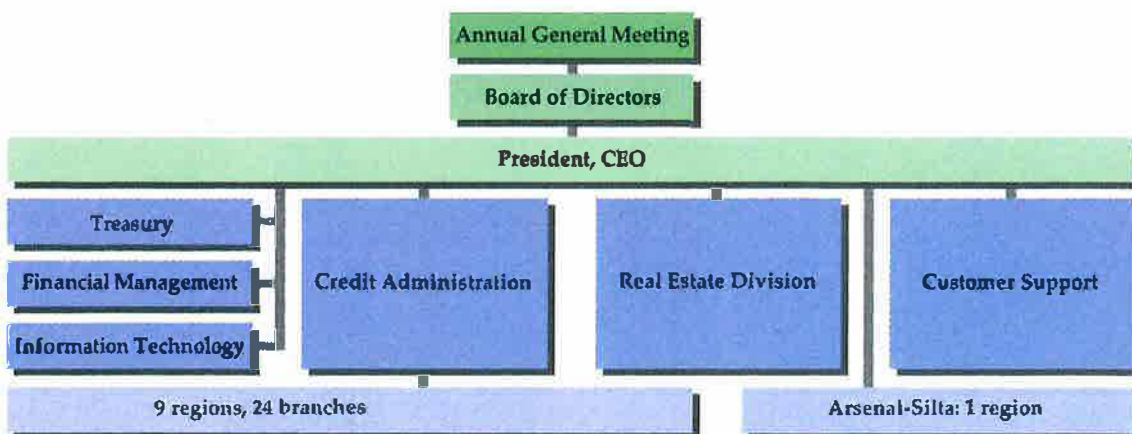 Annual General Meeting
Board of Directors
President, CEO
Treasury
Financial Management
Information Technology
Credit Administration
Real Estate Division
Customer Support
9 regions, 24 branches
Arsenal-Silta: 1 region